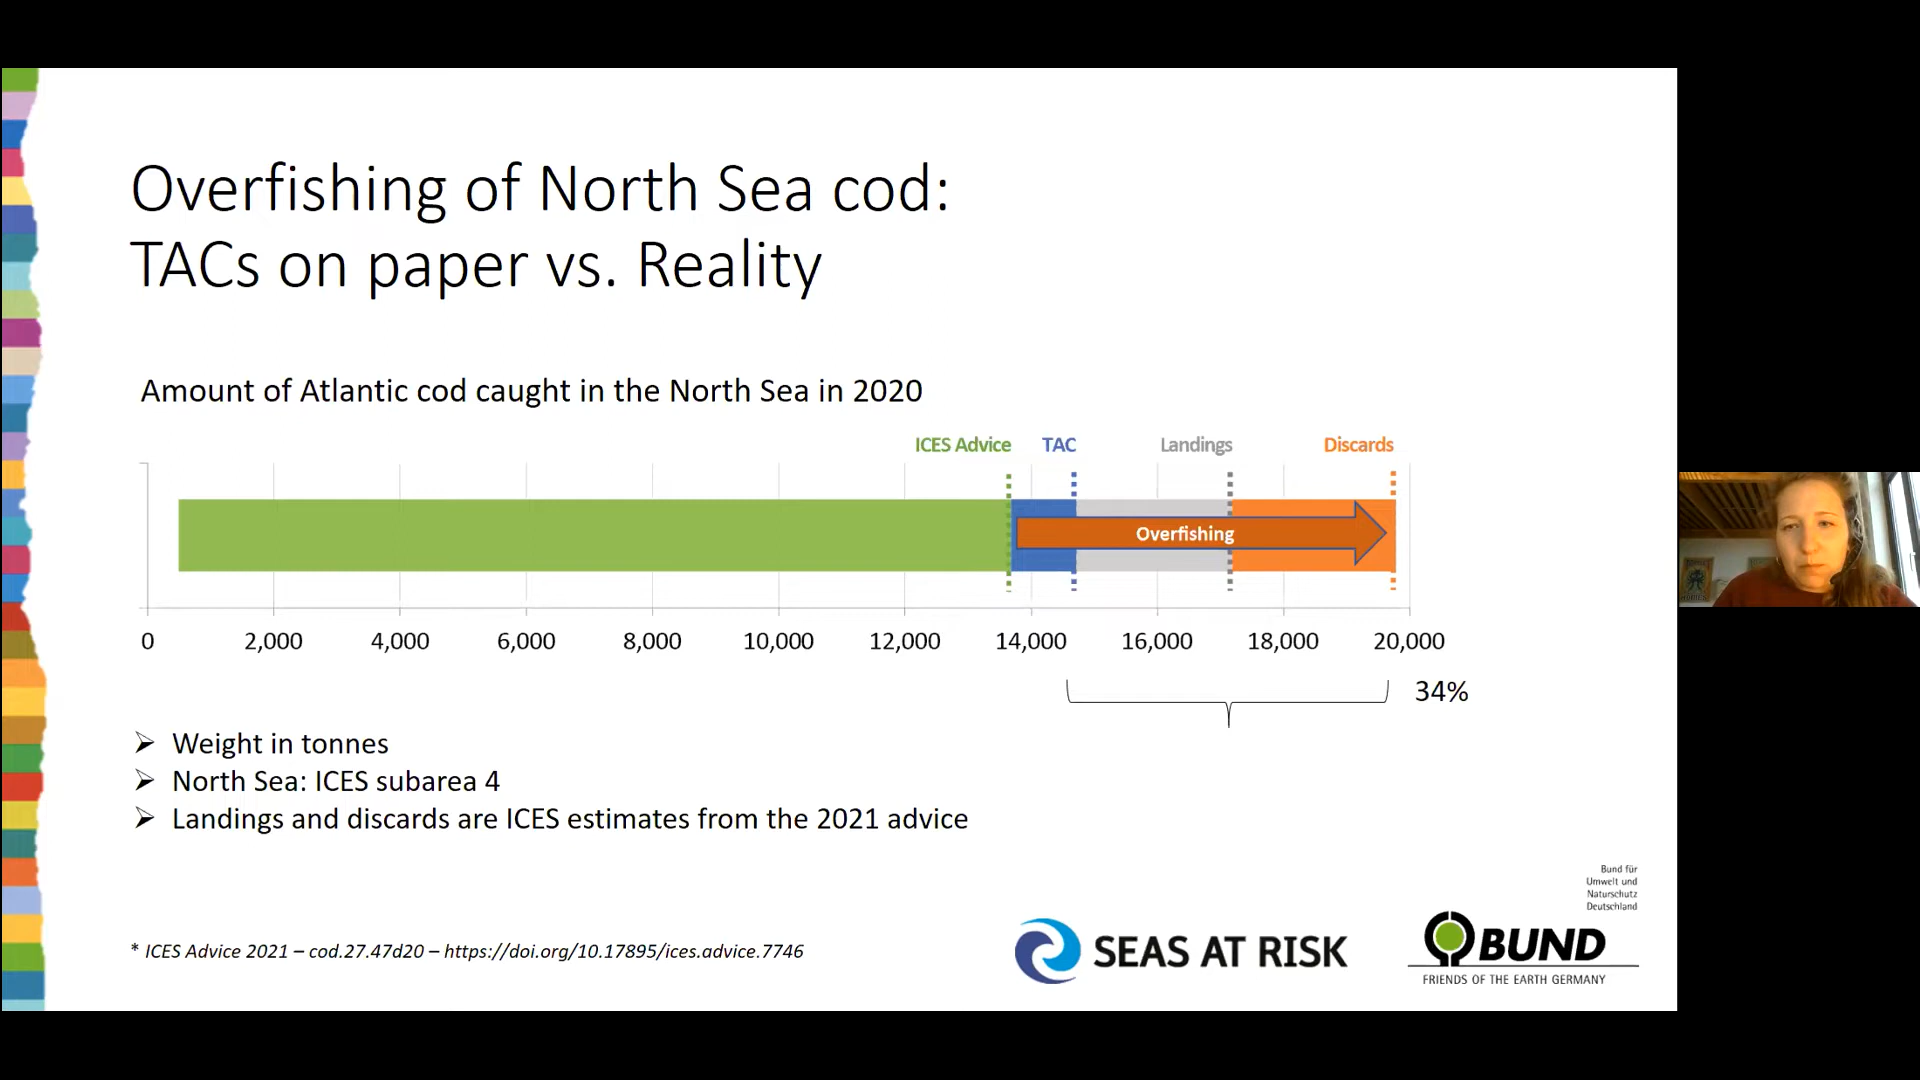 Overfishing of North Sea cod:
TACs on paper vs. Reality
Amount of Atlantic cod caught in the North Sea in 2020
ICES Advice TAC Landings Discards
Overfishing
0 2,000 4,000 6,000 8,000 10,000 12,000 14,000 16,000 18,000 20,000
34%
➢ Weight in tonnes
➢ North Sea: ICES subarea 4
➢ Landings and discards are ICES estimates from the 2021 advice
* ICES Advice 2021 – cod.27.47d20 – https://doi.org/10.17895/ices.advice.7746
SEAS AT RISK
Bund für
Umwelt und
Naturschutz
Deutschland
BUND
FRIENDS OF THE EARTH GERMANY